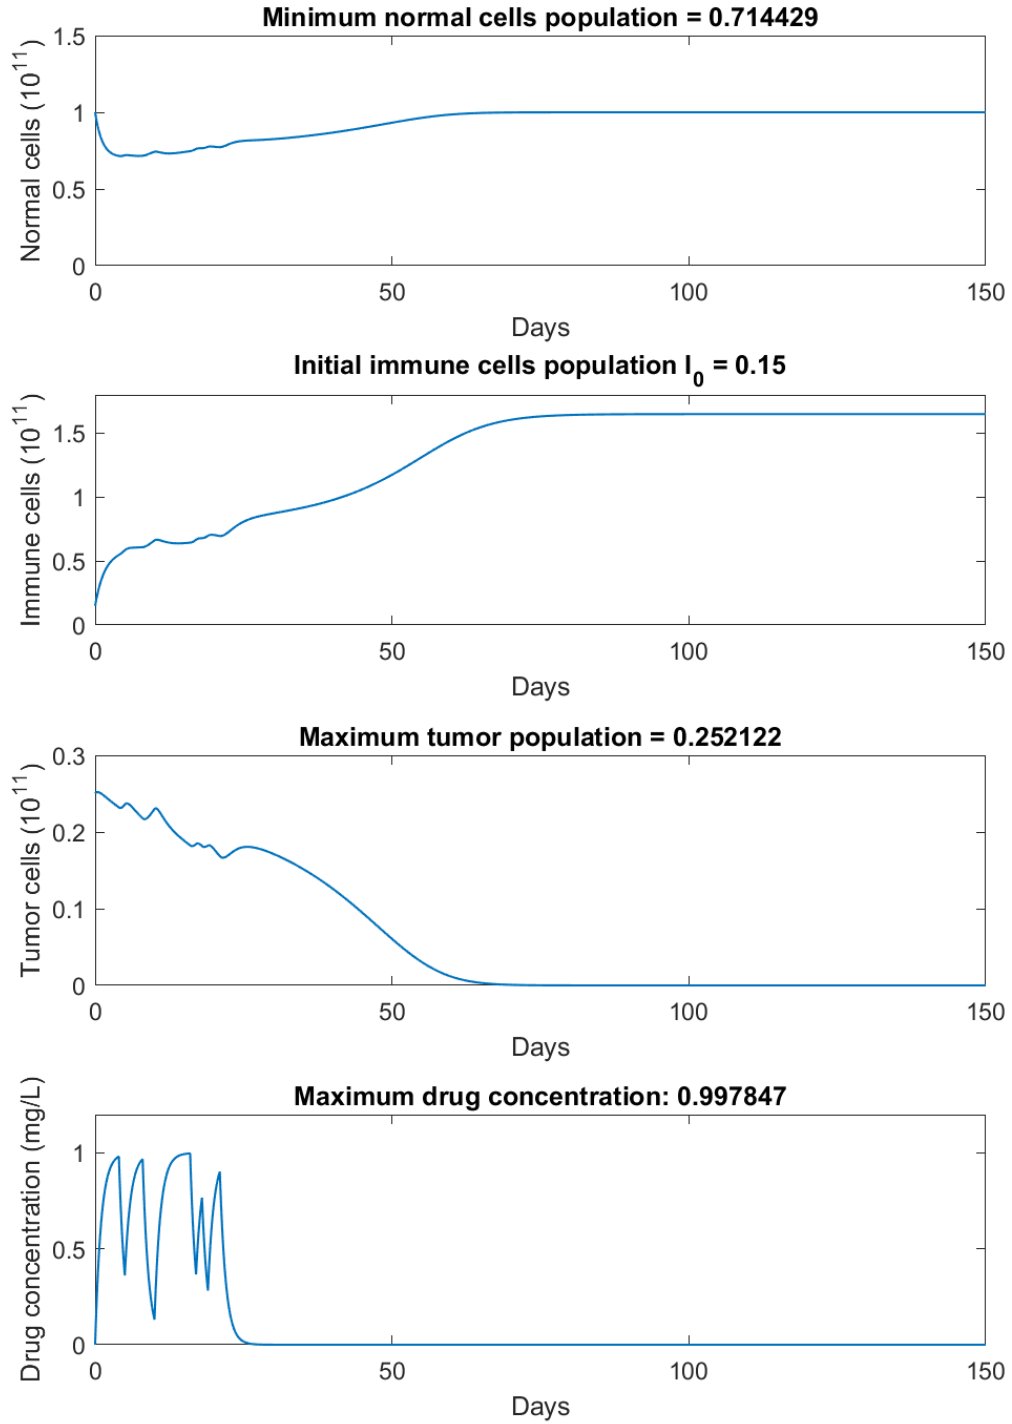 Minimum normal cells population = 0.714429
Normal cells (10^11)
1.5
1
0.5
0
0 50 100 150
Days
Initial immune cells population I_0 = 0.15
Immune cells (10^11)
1.5
1
0.5
0
0 50 100 150
Days
Maximum tumor population = 0.252122
Tumor cells (10^11)
0.3
0.2
0.1
0
0 50 100 150
Days
Maximum drug concentration: 0.997847
Drug concentration (mg/L)
1
0.5
0
0 50 100 150
Days